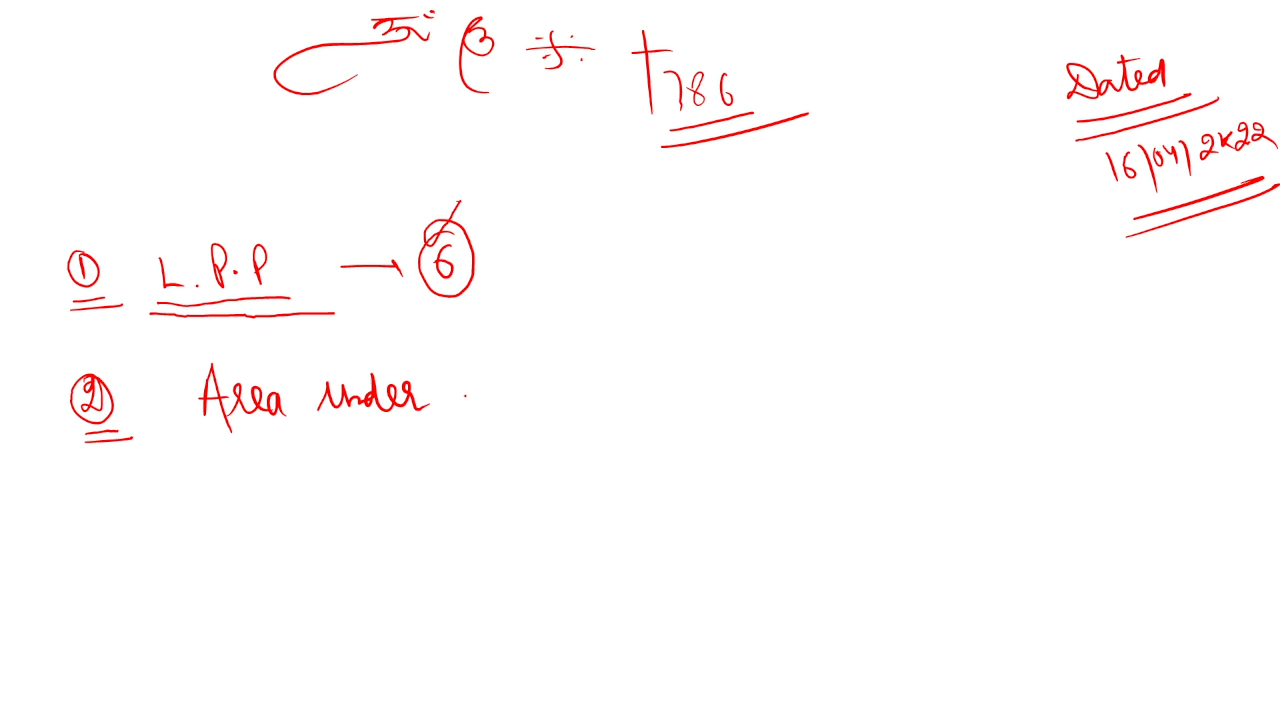 786
Dated
16/04/2k22
① L.P.P → ⑥
② Area under